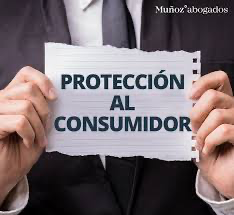 Muñoz abogados
PROTECCIÓN
AL
CONSUMIDOR